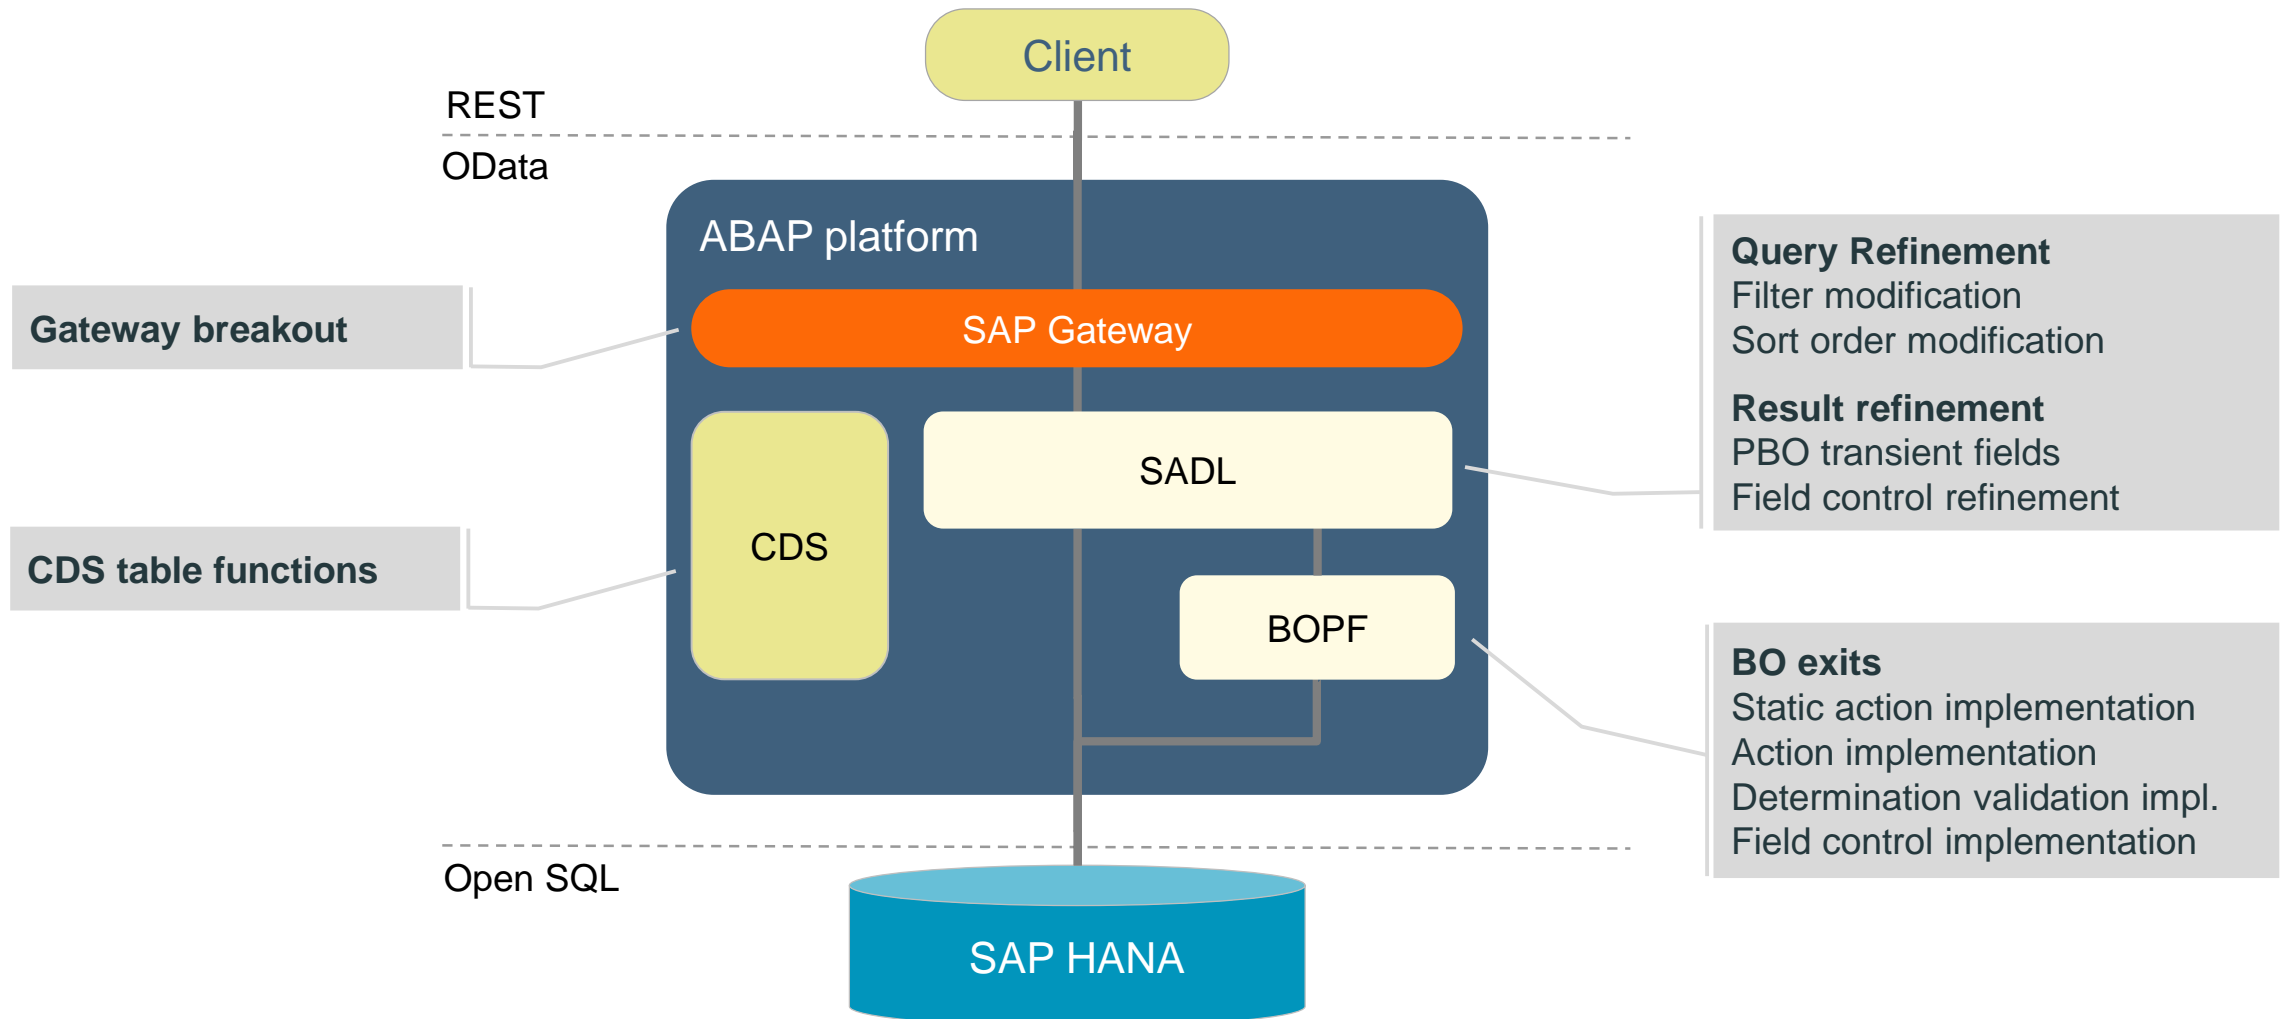 Client
REST
OData
ABAP platform
SAP Gateway
Gateway breakout
CDS
SADL
CDS table functions
BOPF
Query Refinement
Filter modification
Sort order modification
Result refinement
PBO transient fields
Field control refinement
BO exits
Static action implementation
Action implementation
Determination validation impl.
Field control implementation
Open SQL
SAP HANA